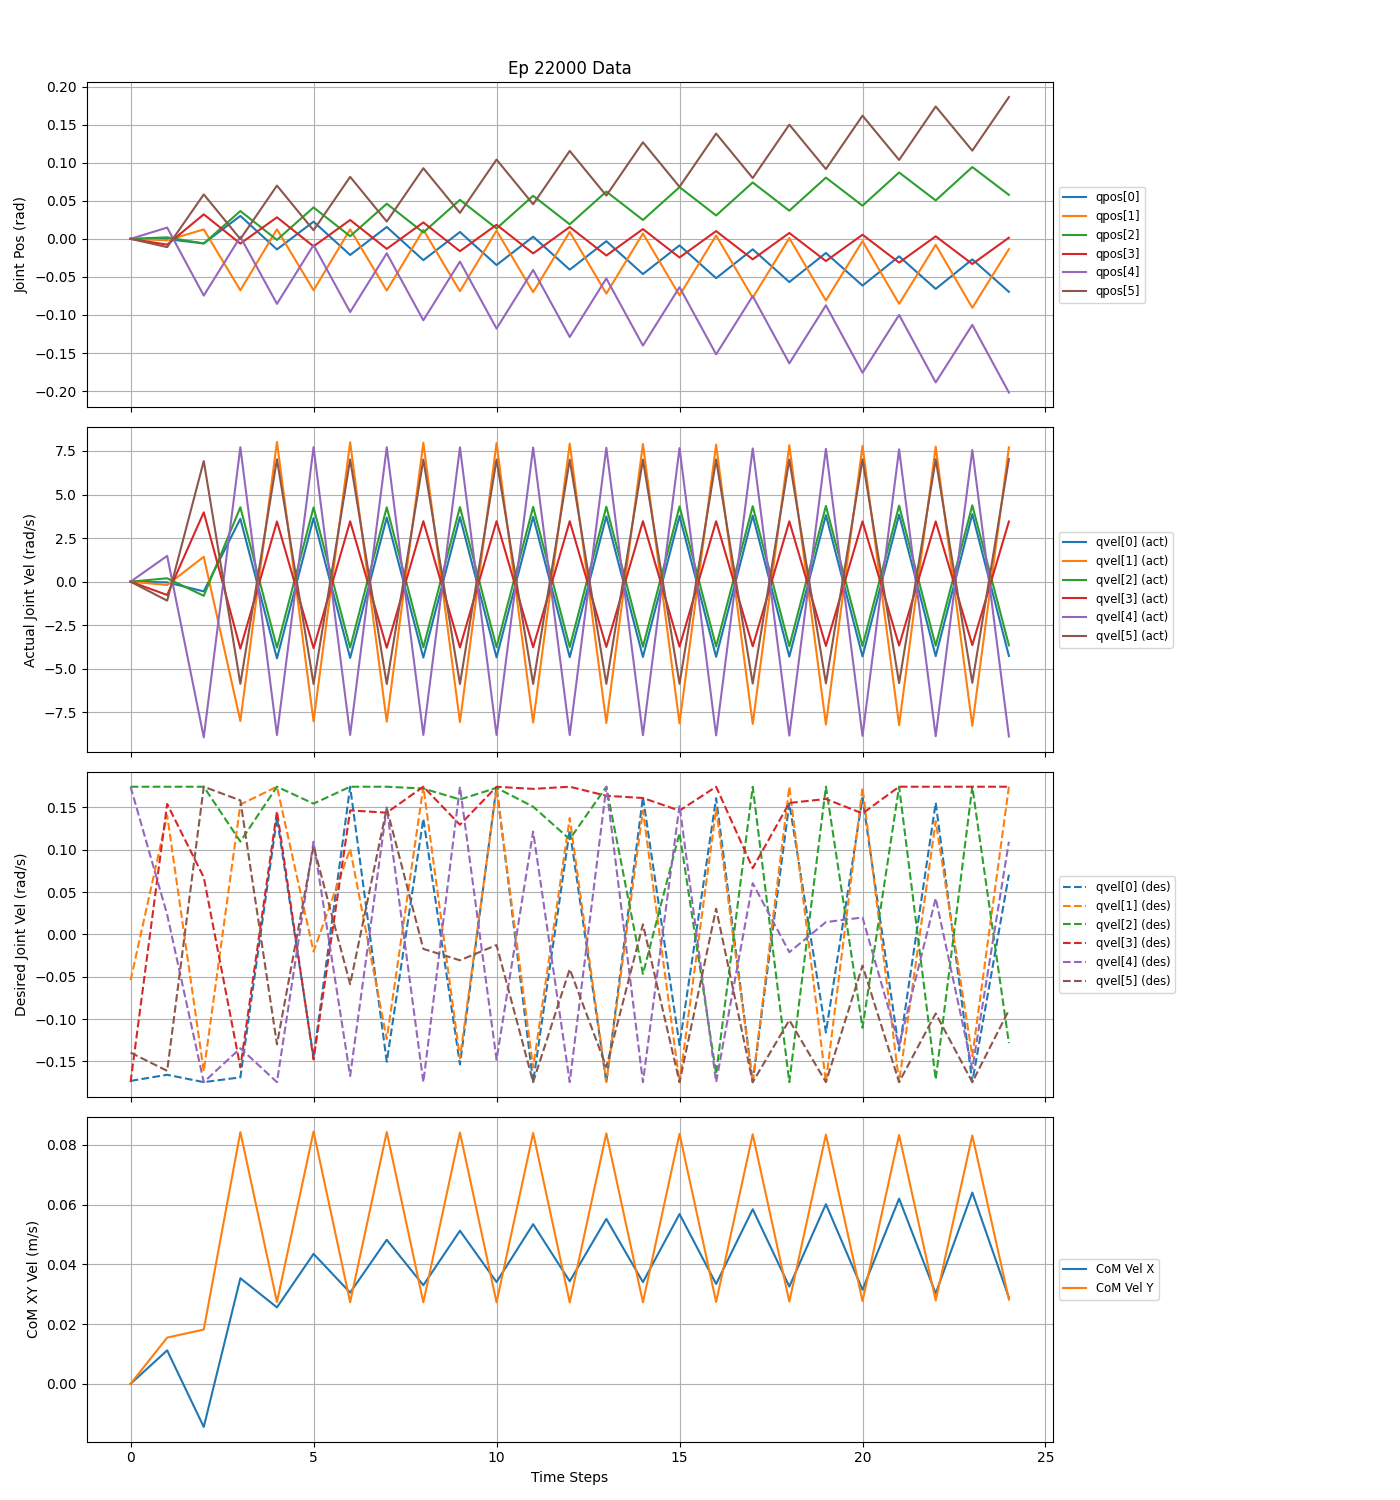 Ep 22000 Data
Joint Pos (rad)
0.20
0.15
0.10
0.05
0.00
−0.05
−0.10
−0.15
−0.20
qpos[0]
qpos[1]
qpos[2]
qpos[3]
qpos[4]
qpos[5]
Actual Joint Vel (rad/s)
7.5
5.0
2.5
0.0
−2.5
−5.0
−7.5
qvel[0] (act)
qvel[1] (act)
qvel[2] (act)
qvel[3] (act)
qvel[4] (act)
qvel[5] (act)
Desired Joint Vel (rad/s)
0.15
0.10
0.05
0.00
−0.05
−0.10
−0.15
qvel[0] (des)
qvel[1] (des)
qvel[2] (des)
qvel[3] (des)
qvel[4] (des)
qvel[5] (des)
CoM XY Vel (m/s)
0.08
0.06
0.04
0.02
0.00
CoM Vel X
CoM Vel Y
0 5 10 15 20 25
Time Steps